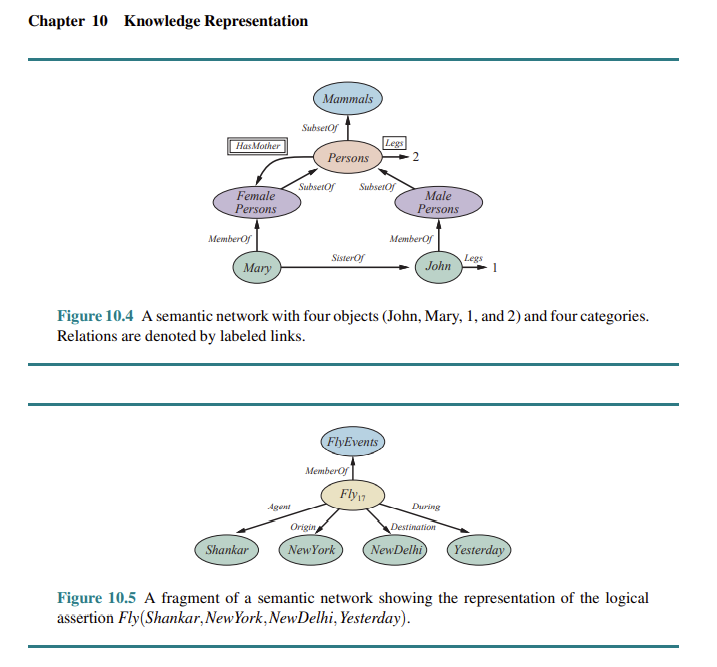 Chapter 10 Knowledge Representation
Mammals
SubsetOf
HasMother
Legs
Persons
2
SubsetOf
SubsetOf
Female
Persons
Male
Persons
MemberOf
MemberOf
SisterOf
Legs
Mary
John
1
Figure 10.4 A semantic network with four objects (John, Mary, 1, and 2) and four categories.
Relations are denoted by labeled links.
FlyEvents
MemberOf
Fly17
Agent
During
Origin
Destination
Shankar
NewYork
NewDelhi
Yesterday
Figure 10.5 A fragment of a semantic network showing the representation of the logical
assertion Fly(Shankar,NewYork,NewDelhi,Yesterday).